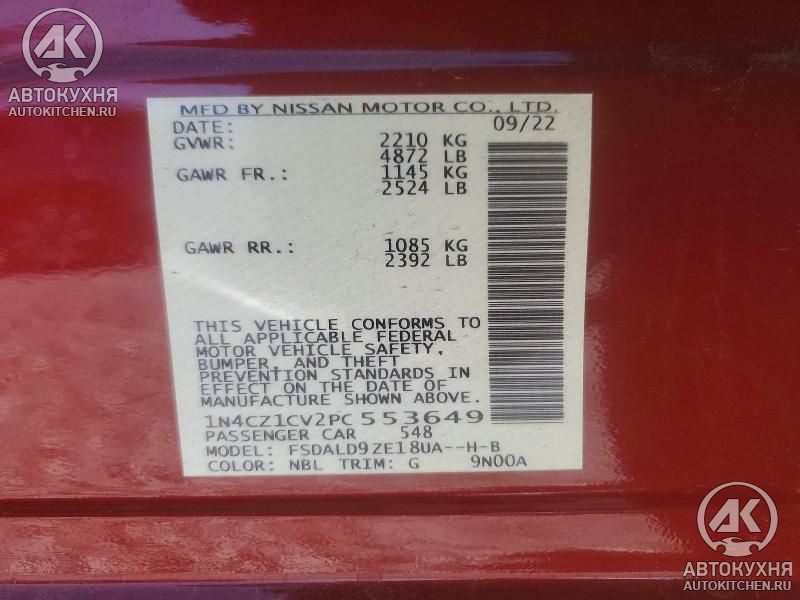 АК
АВТОКУХНЯ
AUTOKITCHEN.RU
MFD BY NISSAN MOTOR CO., LTD.
DATE: 09/22
GVWR: 2210 KG
4872 LB
GAWR FR.: 1145 KG
2524 LB
GAWR RR.: 1085 KG
2392 LB
THIS VEHICLE CONFORMS TO
ALL APPLICABLE FEDERAL
MOTOR VEHICLE SAFETY,
BUMPER, AND THEFT
PREVENTION STANDARDS IN
EFFECT ON THE DATE OF
MANUFACTURE SHOWN ABOVE.
1N4CZ1CV2PC553649
PASSENGER CAR 548
MODEL: FSDALD9ZE18UA--H-B
COLOR: NBL TRIM: G 9N00A
АК
АВТОКУХНЯ
AUTOKITCHEN.RU